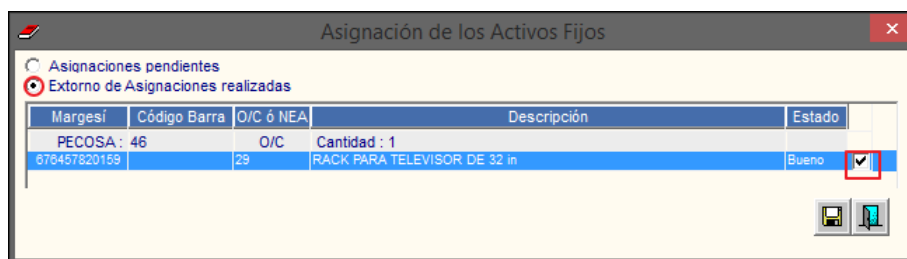 Asignación de los Activos Fijos
Asignaciones pendientes
Extorno de Asignaciones realizadas
Margesí Código Barra O/C ó NEA Descripción Estado
PECOSA : 46 O/C Cantidad : 1
676457820159 29 RACK PARA TELEVISOR DE 32 in Bueno